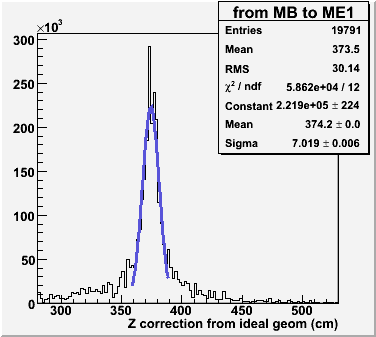 from MB to ME1
Entries 19791
Mean 373.5
RMS 30.14
χ² / ndf 5.862e+04 / 12
Constant 2.219e+05 ± 224
Mean 374.2 ± 0.0
Sigma 7.019 ± 0.006
×10³
300
250
200
150
100
50
0
300 350 400 450 500
Z correction from ideal geom (cm)